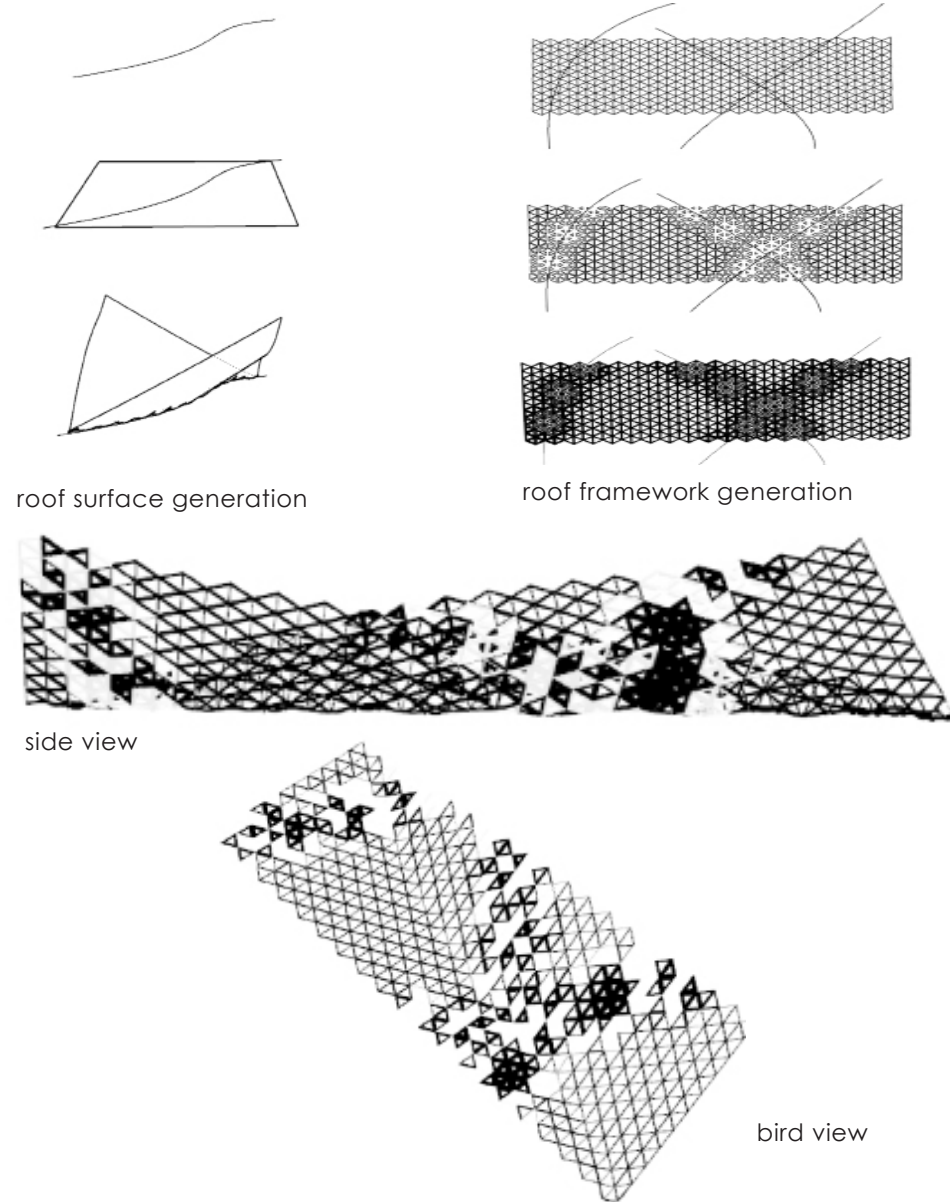 roof surface generation
roof framework generation
side view
bird view